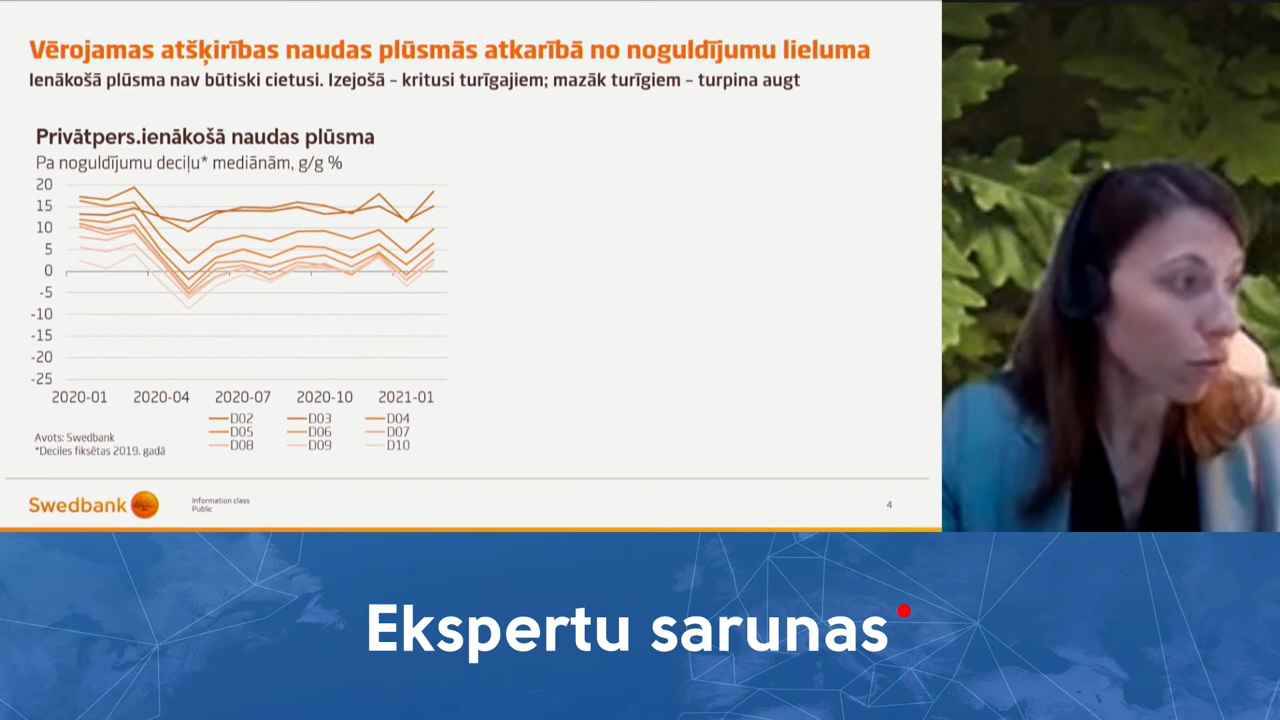 Vērojamas atšķirības naudas plūsmās atkarībā no noguldījumu lieluma
Ienākošā plūsma nav būtiski cietusi. Izejošā – kritusi turīgajiem; mazāk turīgiem – turpina augt
Privātpers.ienākošā naudas plūsma
Pa noguldījumu deciļu* mediānām, g/g %
20
15
10
5
0
-5
-10
-15
-20
-25
2020-01 2020-04 2020-07 2020-10 2021-01
D02 D03 D04
D05 D06 D07
D08 D09 D10
Avots: Swedbank
*Deciles fiksētas 2019. gadā
Swedbank
Information class
Public
4
Ekspertu sarunas